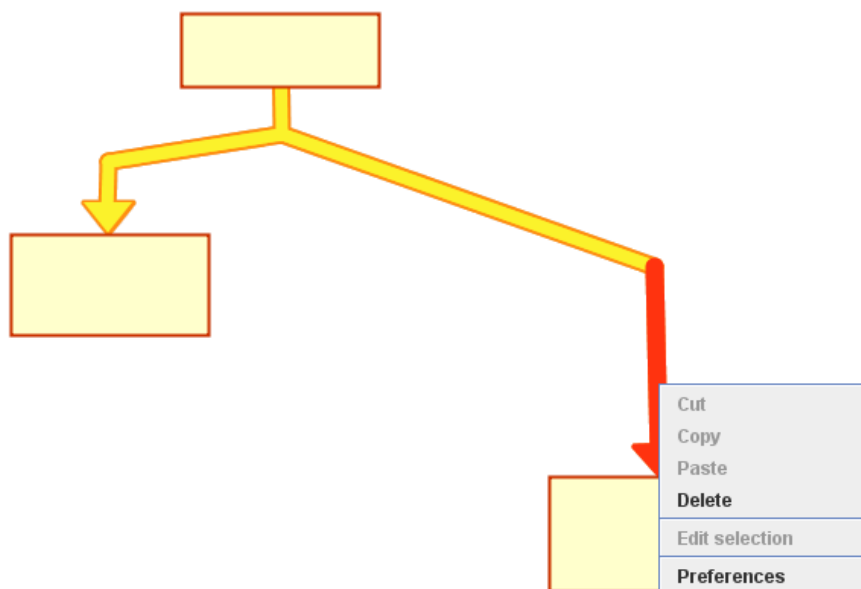 Cut
Copy
Paste
Delete
Edit selection
Preferences